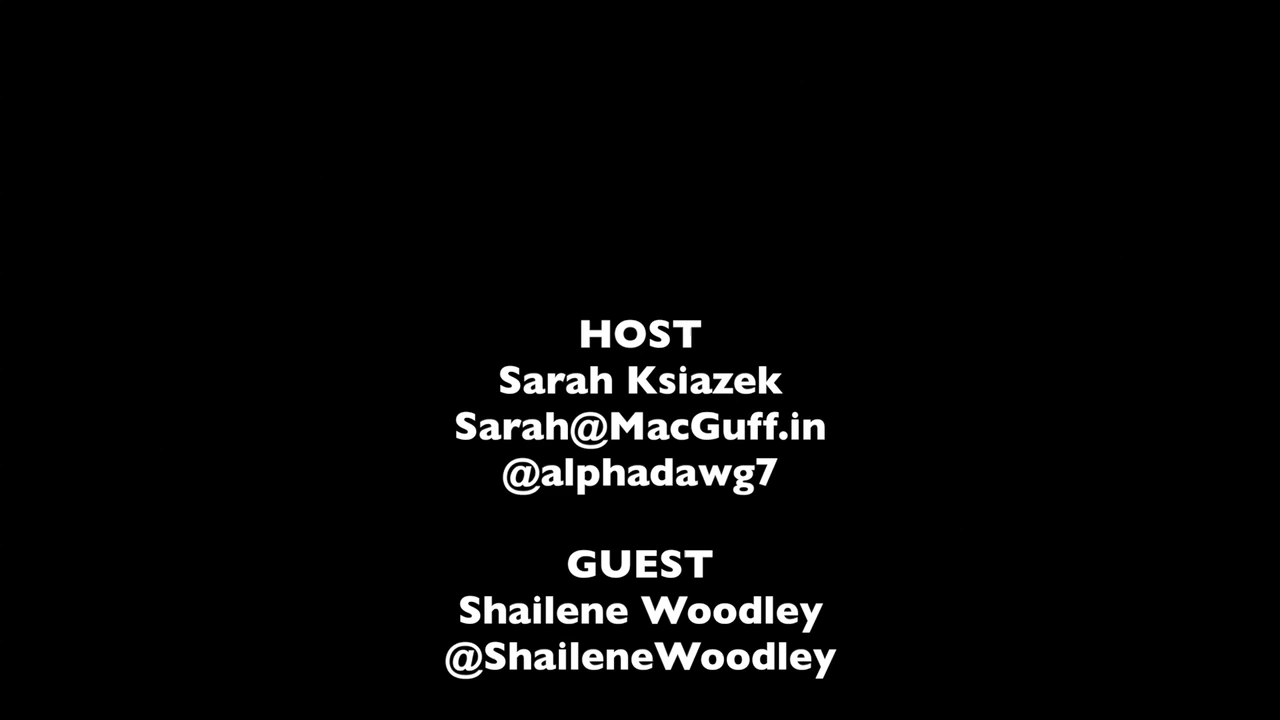 HOST
Sarah Ksiazek
Sarah@MacGuff.in
@alphadawg7
GUEST
Shailene Woodley
@ShaileneWoodley